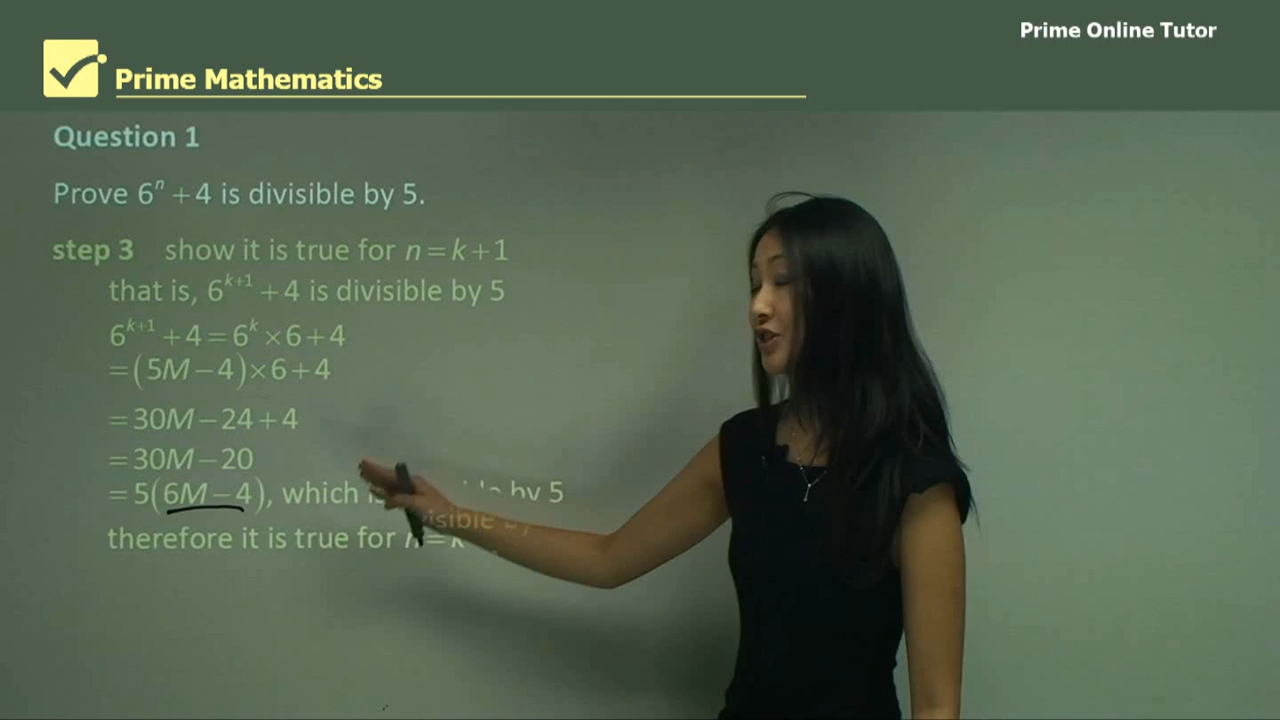 Prime Online Tutor
Prime Mathematics
Question 1
Prove 6ⁿ + 4 is divisible by 5.
step 3 show it is true for n = k + 1
that is, 6ᵏ⁺¹ + 4 is divisible by 5
6ᵏ⁺¹ + 4 = 6ᵏ × 6 + 4
= (5M − 4) × 6 + 4
= 30M − 24 + 4
= 30M − 20
= 5(6M − 4), which by 5
therefore it is true for n = k